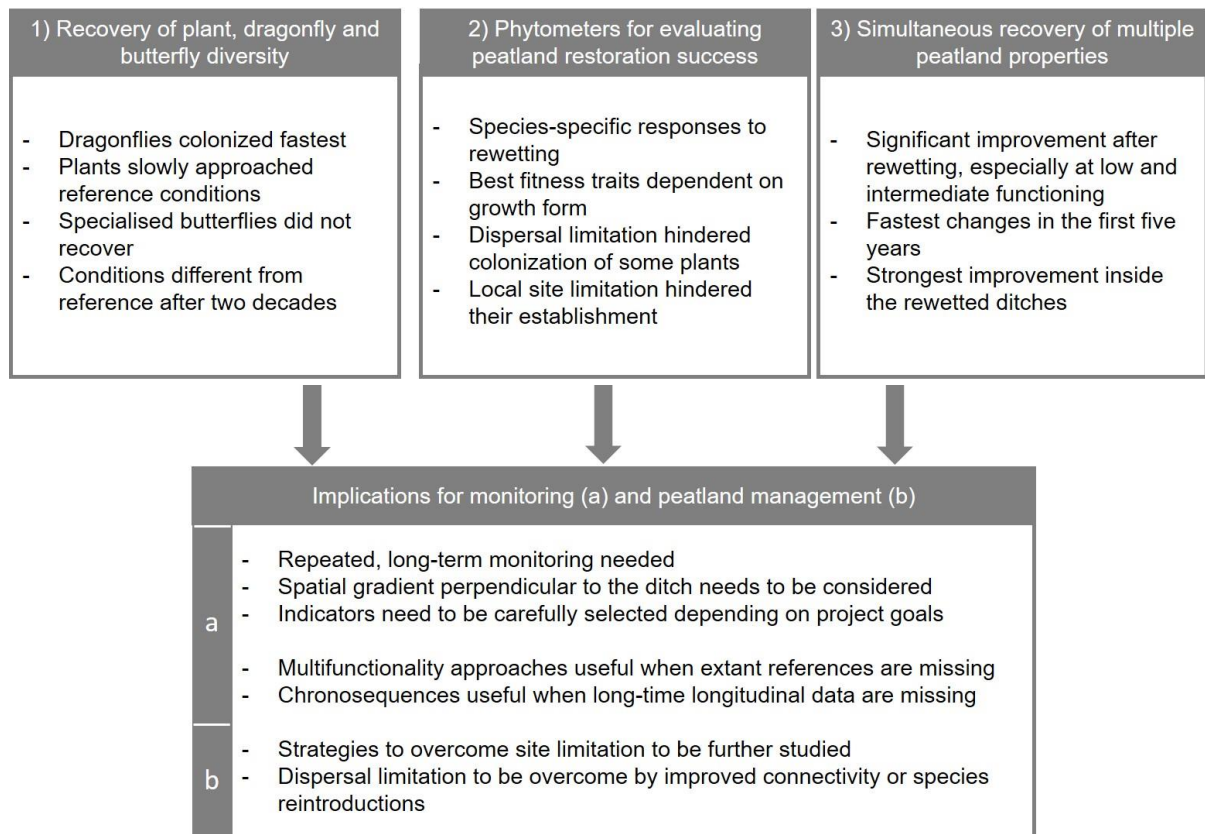 1) Recovery of plant, dragonfly and
butterfly diversity
- Dragonflies colonized fastest
- Plants slowly approached
reference conditions
- Specialised butterflies did not
recover
- Conditions different from
reference after two decades
2) Phytometers for evaluating
peatland restoration success
- Species-specific responses to
rewetting
- Best fitness traits dependent on
growth form
- Dispersal limitation hindered
colonization of some plants
- Local site limitation hindered
their establishment
3) Simultaneous recovery of multiple
peatland properties
- Significant improvement after
rewetting, especially at low and
intermediate functioning
- Fastest changes in the first five
years
- Strongest improvement inside
the rewetted ditches
Implications for monitoring (a) and peatland management (b)
a
- Repeated, long-term monitoring needed
- Spatial gradient perpendicular to the ditch needs to be considered
- Indicators need to be carefully selected depending on project goals
- Multifunctionality approaches useful when extant references are missing
- Chronosequences useful when long-time longitudinal data are missing
b
- Strategies to overcome site limitation to be further studied
- Dispersal limitation to be overcome by improved connectivity or species
reintroductions